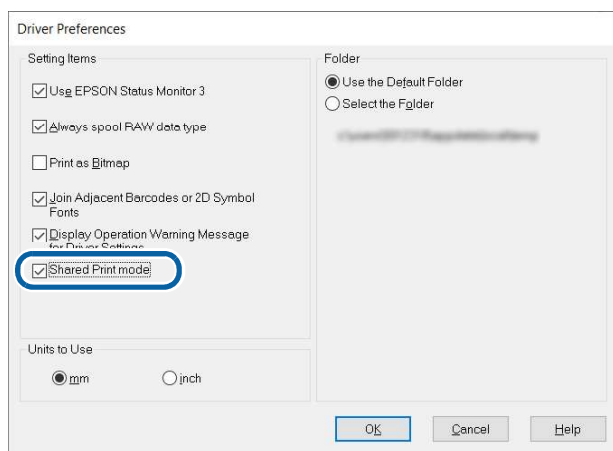 Driver Preferences
Setting Items
Use EPSON Status Monitor 3
Always spool RAW data type
Print as Bitmap
Join Adjacent Barcodes or 2D Symbol
Fonts
Display Operation Warning Message
for Driver Settings
Shared Print mode
Units to Use
mm
inch
Folder
Use the Default Folder
Select the Folder
OK
Cancel
Help